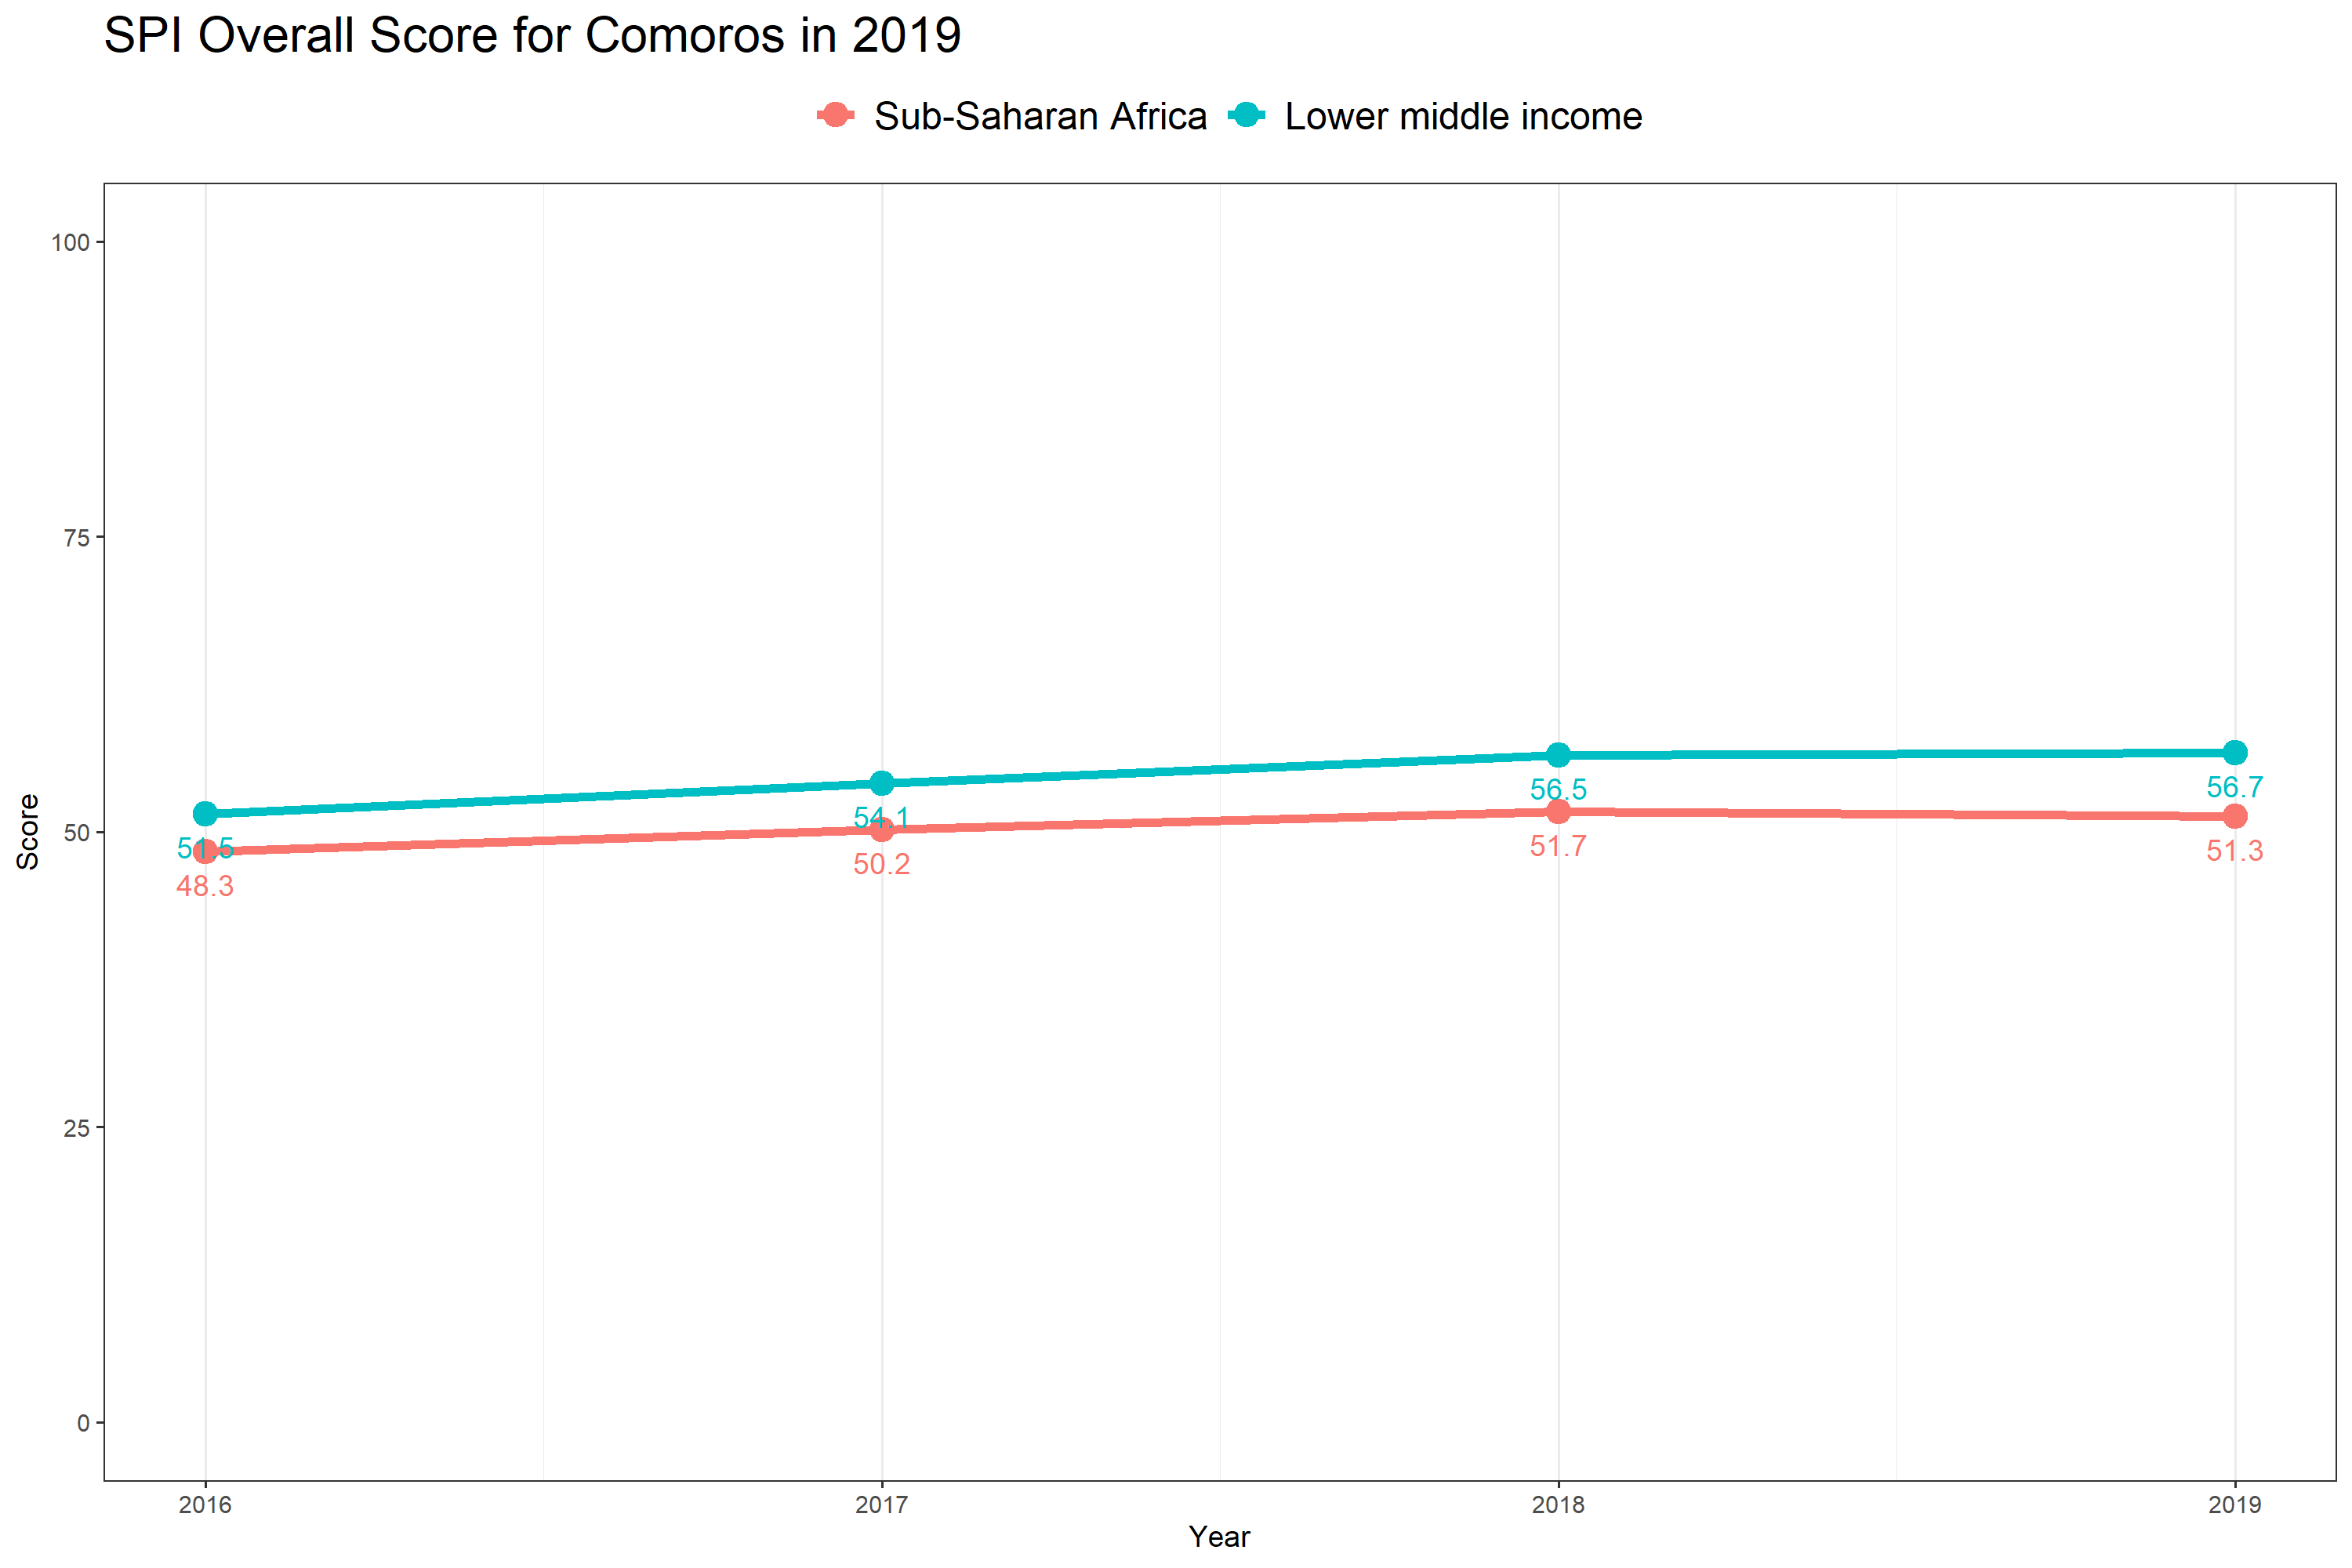 SPI Overall Score for Comoros in 2019
Sub-Saharan Africa Lower middle income
100
75
50
25
0
Score
51.5
48.3
54.1
50.2
56.5
51.7
56.7
51.3
2016 2017 2018 2019
Year